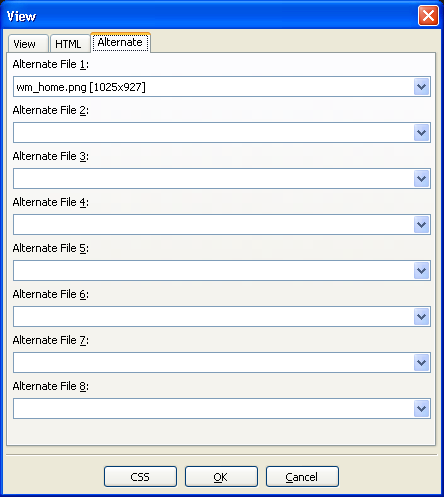 View
View HTML Alternate
Alternate File 1:
wm_home.png [1025x927]
Alternate File 2:
Alternate File 3:
Alternate File 4:
Alternate File 5:
Alternate File 6:
Alternate File 7:
Alternate File 8:
CSS OK Cancel